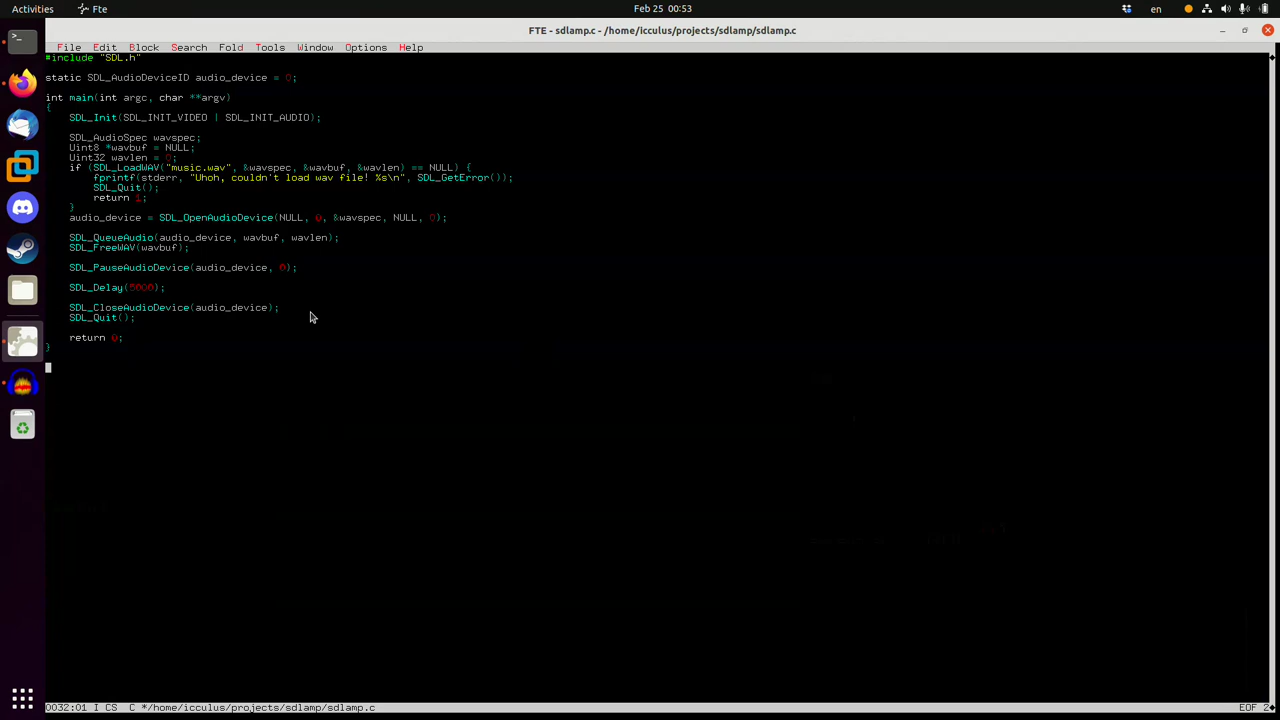 Activities
Fte
Feb 25 00:53
en
FTE - sdlamp.c - /home/icculus/projects/sdlamp/sdlamp.c
File Edit Block Search Fold Tools Window Options Help
#include "SDL.h"
static SDL_AudioDeviceID audio_device = 0;
int main(int argc, char **argv)
{
SDL_Init(SDL_INIT_VIDEO | SDL_INIT_AUDIO);
SDL_AudioSpec wavspec;
Uint8 *wavbuf = NULL;
Uint32 wavlen = 0;
if (SDL_LoadWAV("music.wav", &wavspec, &wavbuf, &wavlen) == NULL) {
fprintf(stderr, "Uhoh, couldn't load wav file! %s\n", SDL_GetError());
SDL_Quit();
return 1;
}
audio_device = SDL_OpenAudioDevice(NULL, 0, &wavspec, NULL, 0);
SDL_QueueAudio(audio_device, wavbuf, wavlen);
SDL_FreeWAV(wavbuf);
SDL_PauseAudioDevice(audio_device, 0);
SDL_Delay(5000);
SDL_CloseAudioDevice(audio_device);
SDL_Quit();
return 0;
}
0032:01 I CS C */home/icculus/projects/sdlamp/sdlamp.c
EOF 2